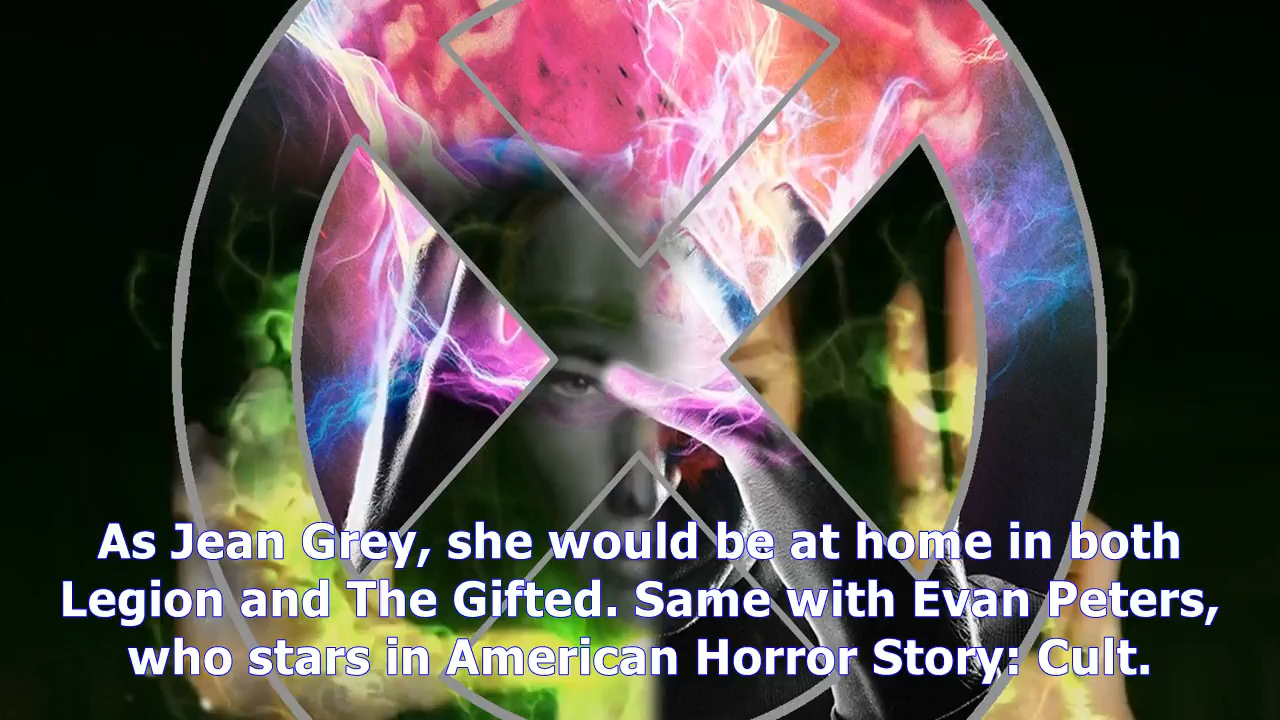 As Jean Grey, she would be at home in both
Legion and The Gifted. Same with Evan Peters,
who stars in American Horror Story: Cult.